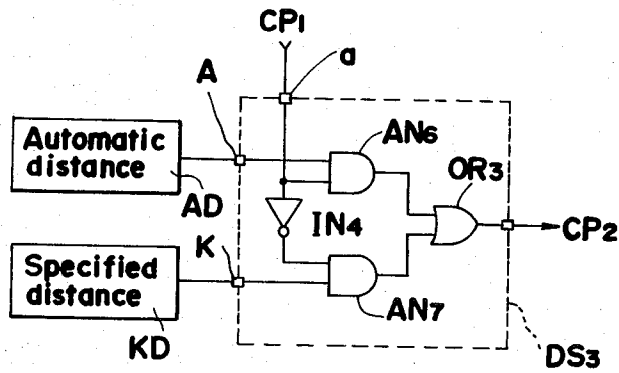 CP1
a
A
AN6
Automatic
distance
OR3
AD
IN4
CP2
K
Specified
distance
AN7
KD
DS3